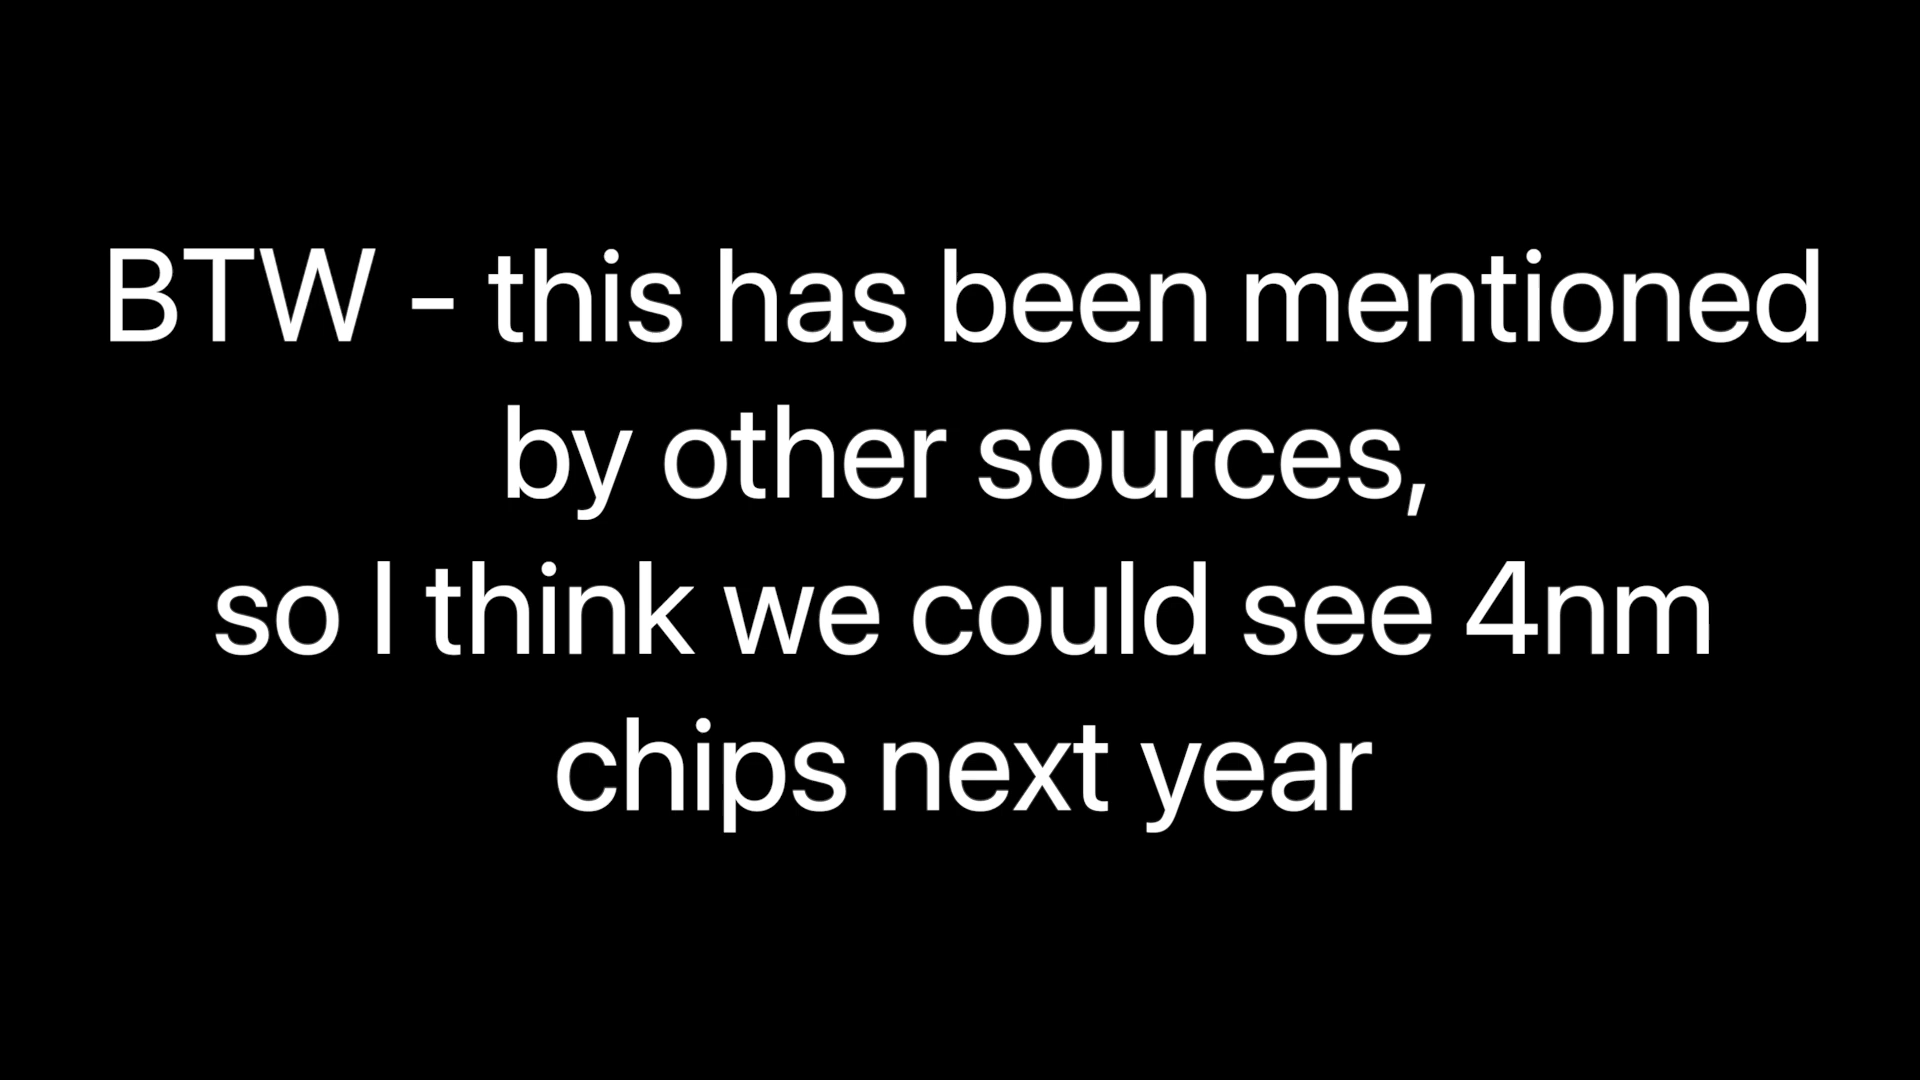 BTW - this has been mentioned
by other sources,
so I think we could see 4nm
chips next year